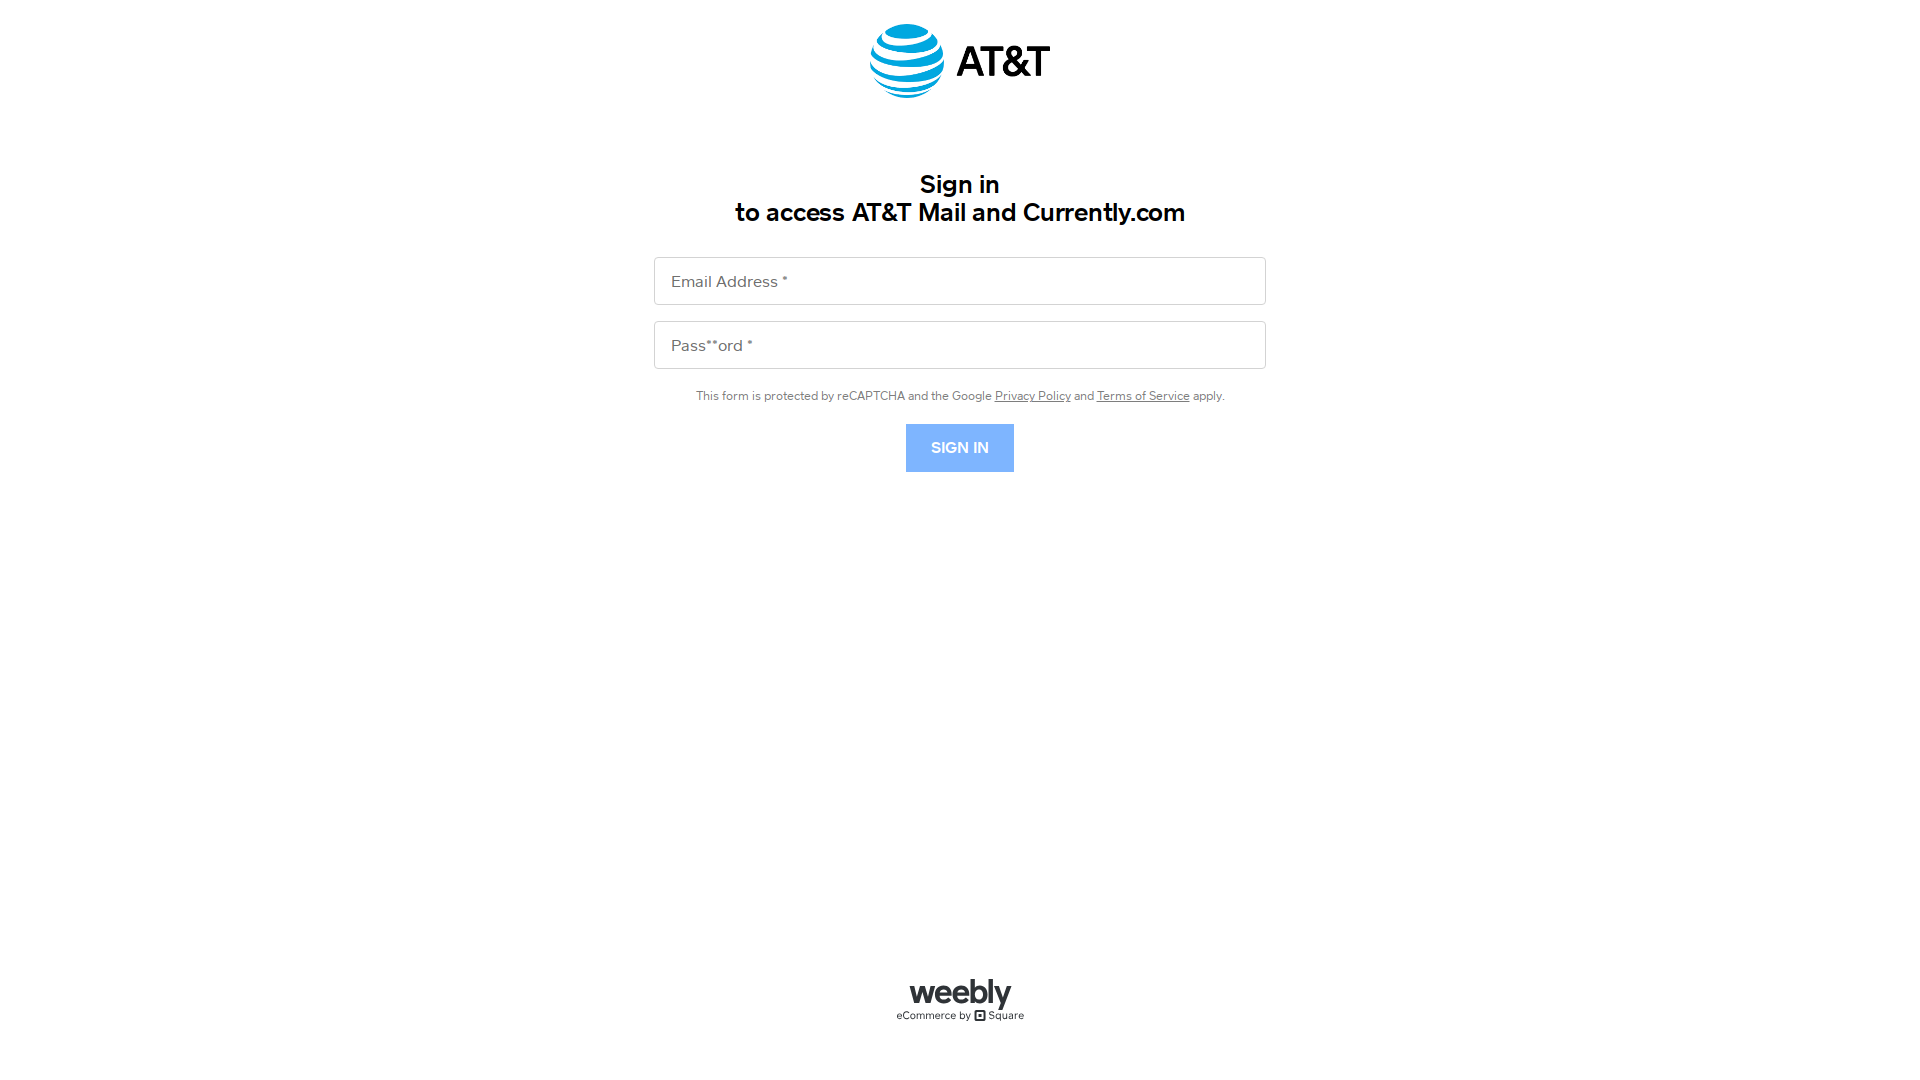 AT&T
Sign in
to access AT&T Mail and Currently.com
Email Address *
Pass**ord *
This form is protected by reCAPTCHA and the Google Privacy Policy and Terms of Service apply.
SIGN IN
weebly
eCommerce by Square